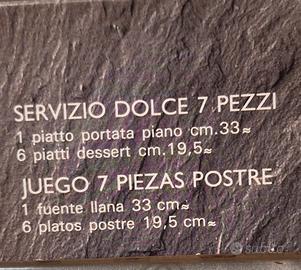 SERVIZIO DOLCE 7 PEZZI
1 piatto portata piano cm.33≈
6 piatti dessert cm.19,5≈
JUEGO 7 PIEZAS POSTRE
1 fuente llana 33 cm≈
6 platos postre 19,5 cm≈
subito